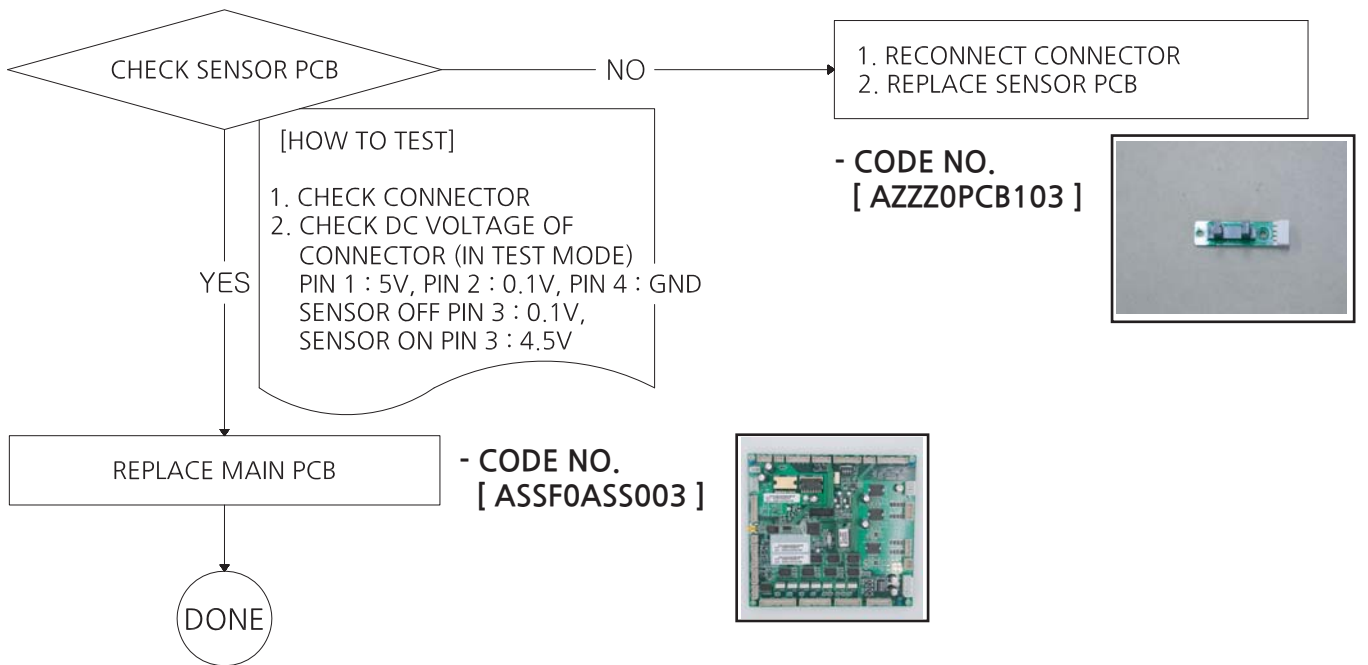 CHECK SENSOR PCB
NO
1. RECONNECT CONNECTOR
2. REPLACE SENSOR PCB
- CODE NO.
[ AZZZ0PCB103 ]
[HOW TO TEST]
1. CHECK CONNECTOR
2. CHECK DC VOLTAGE OF
CONNECTOR (IN TEST MODE)
PIN 1 : 5V, PIN 2 : 0.1V, PIN 4 : GND
SENSOR OFF PIN 3 : 0.1V,
SENSOR ON PIN 3 : 4.5V
YES
REPLACE MAIN PCB
- CODE NO.
[ ASSF0ASS003 ]
DONE